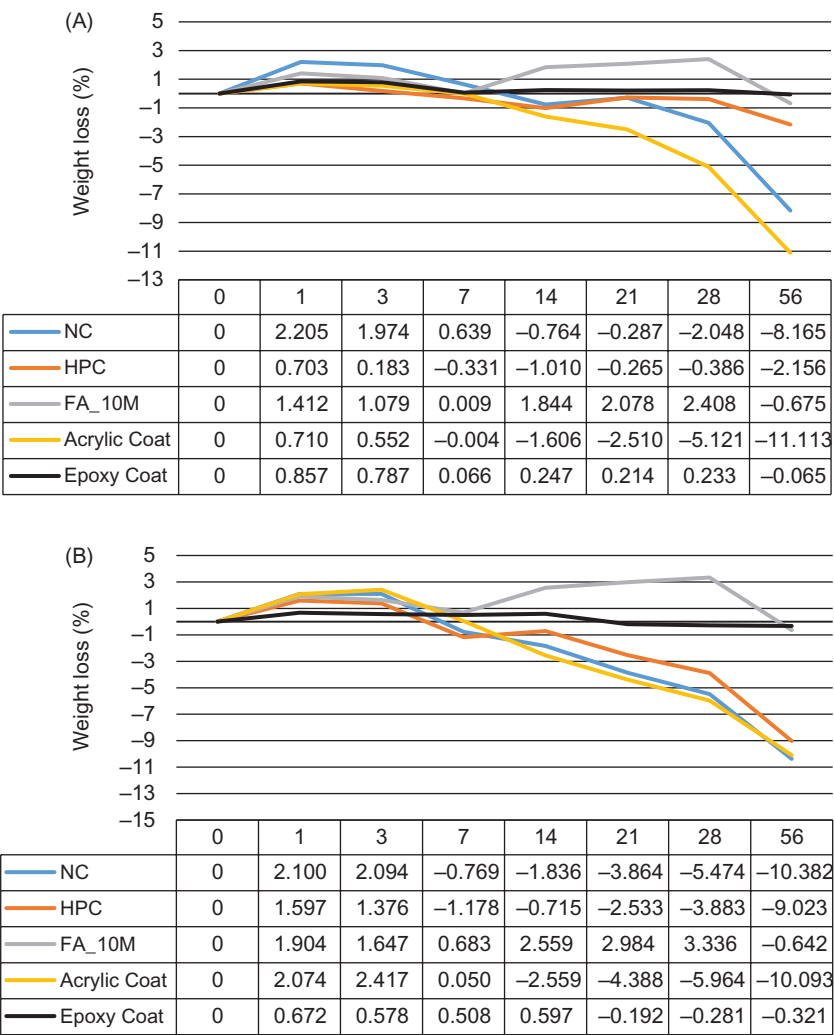 (A)
Weight loss (%)
5
3
1
–1
–3
–5
–7
–9
–11
–13
0 1 3 7 14 21 28 56
NC 0 2.205 1.974 0.639 –0.764 –0.287 –2.048 –8.165
HPC 0 0.703 0.183 –0.331 –1.010 –0.265 –0.386 –2.156
FA_10M 0 1.412 1.079 0.009 1.844 2.078 2.408 –0.675
Acrylic Coat 0 0.710 0.552 –0.004 –1.606 –2.510 –5.121 –11.113
Epoxy Coat 0 0.857 0.787 0.066 0.247 0.214 0.233 –0.065
(B)
Weight loss (%)
5
3
1
–1
–3
–5
–7
–9
–11
–13
–15
0 1 3 7 14 21 28 56
NC 0 2.100 2.094 –0.769 –1.836 –3.864 –5.474 –10.382
HPC 0 1.597 1.376 –1.178 –0.715 –2.533 –3.883 –9.023
FA_10M 0 1.904 1.647 0.683 2.559 2.984 3.336 –0.642
Acrylic Coat 0 2.074 2.417 0.050 –2.559 –4.388 –5.964 –10.093
Epoxy Coat 0 0.672 0.578 0.508 0.597 –0.192 –0.281 –0.321